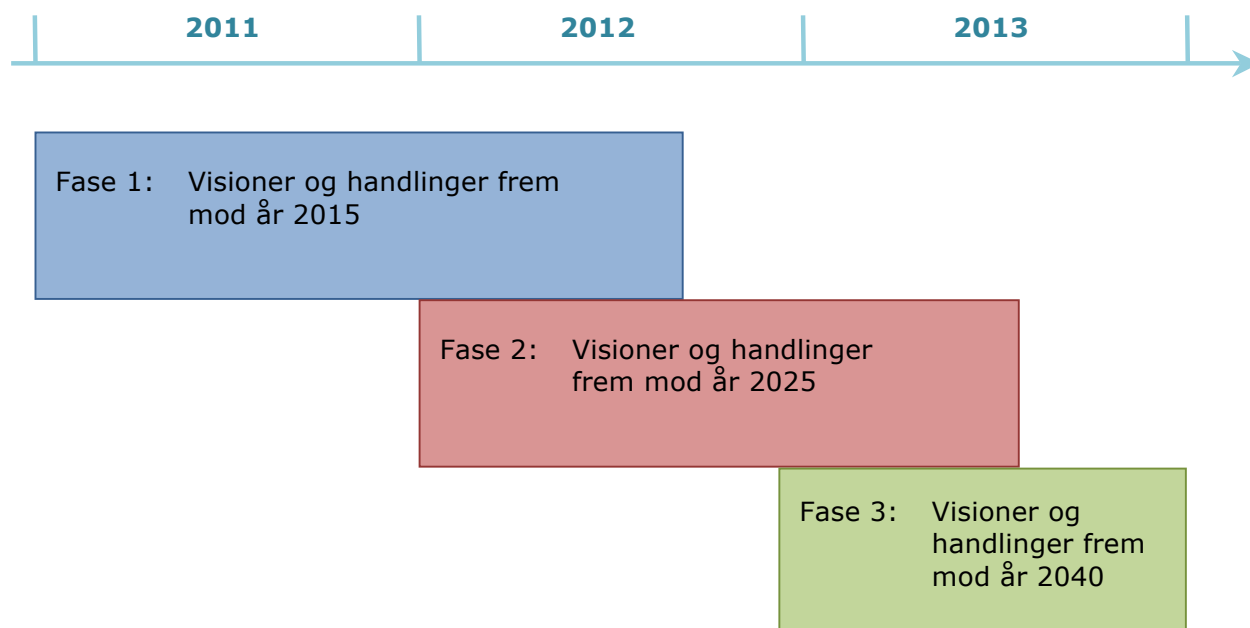 2011 2012 2013
Fase 1: Visioner og handlinger frem
mod år 2015
Fase 2: Visioner og handlinger
frem mod år 2025
Fase 3: Visioner og
handlinger frem
mod år 2040